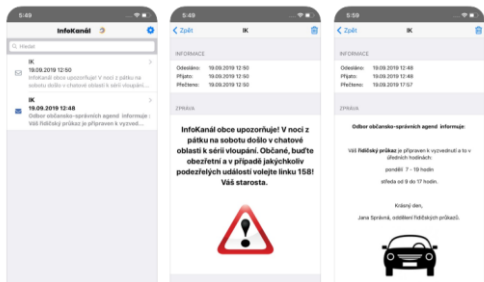 5:49
InfoKanál
Hledat
IK
19.09.2019 12:50
InfoKanál obce upozorňuje! V noci z pátku na
sobotu došlo v chatové oblasti k sérii vloupání....
IK
19.09.2019 12:48
Odbor občansko-správních agend informuje:
Váš řidičský průkaz je připraven k vyzved...
5:49
Zpět
IK
INFORMACE
Odesláno: 19.09.2019 12:50
Přijato: 19.09.2019 12:50
Přečteno: 19.09.2019 12:50
ZPRÁVA
InfoKanál obce upozorňuje! V noci z
pátku na sobotu došlo v chatové
oblasti k sérii vloupání. Občané, buďte
obezřetní a v případě jakýchkoliv
podezřelých událostí volejte linku 158!
Váš starosta.
5:59
Zpět
IK
INFORMACE
Odesláno: 19.09.2019 12:48
Přijato: 19.09.2019 12:48
Přečteno: 19.09.2019 17:57
ZPRÁVA
Odbor občansko-správních agend informuje:
Váš řidičský průkaz je připraven k vyzvednutí a to v
úředních hodinách:
pondělí 7 - 19 hodin
středa od 9 do 17 hodin.
Krásný den,
Jana Správná, oddělení řidičských průkazů.